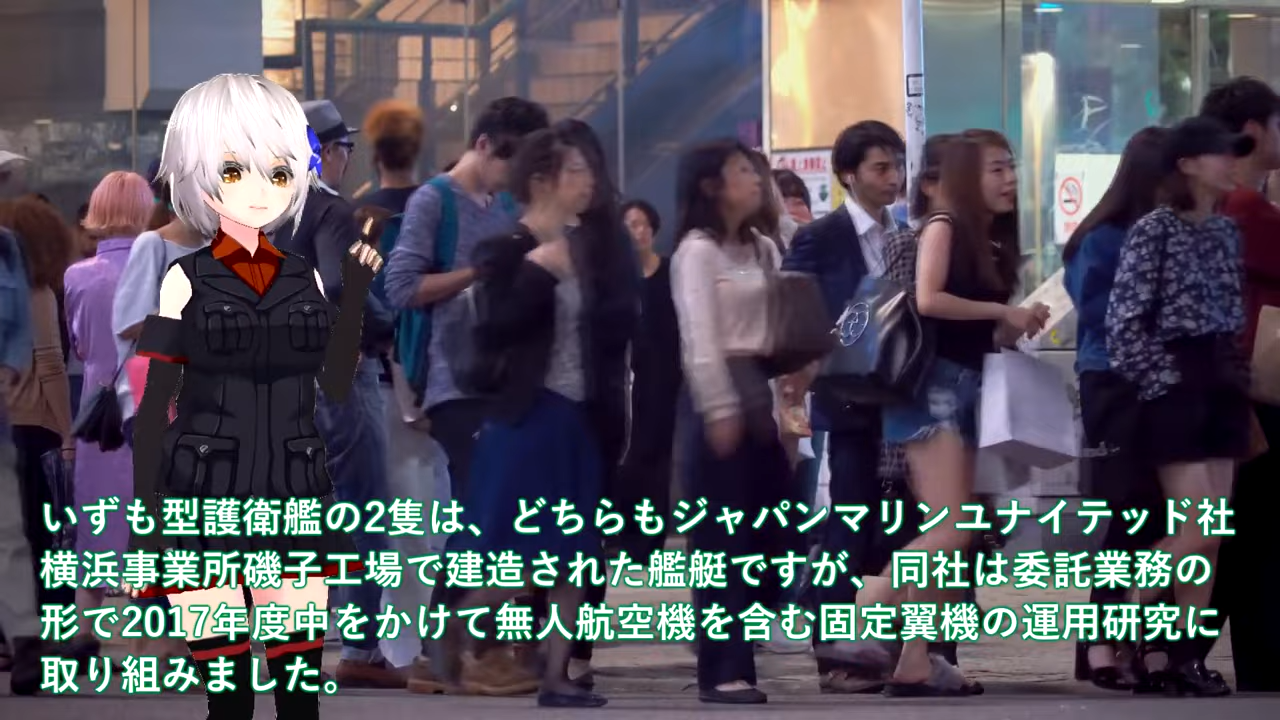 いずも型護衛艦の2隻は、どちらもジャパンマリンユナイテッド社
横浜事業所磯子工場で建造された艦艇ですが、同社は委託業務の
形で2017年度中をかけて無人航空機を含む固定翼機の運用研究に
取り組みました。